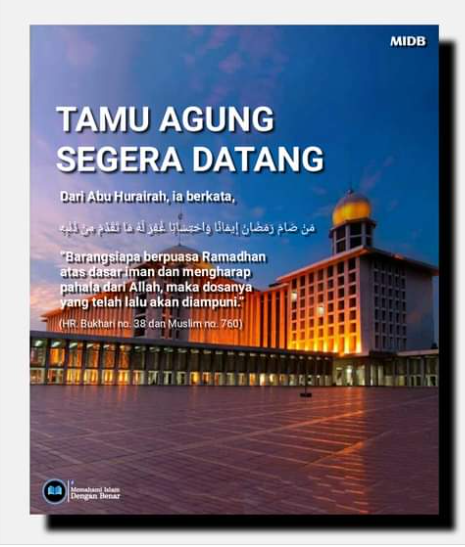 MIDB
TAMU AGUNG
SEGERA DATANG
Dari Abu Hurairah, ia berkata,
مَنْ صَامَ رَمَضَانَ إِيمَانًا وَاحْتِسَابًا غُفِرَ لَهُ مَا تَقَدَّمَ مِنْ ذَنْبِهِ
"Barangsiapa berpuasa Ramadhan
atas dasar iman dan mengharap
pahala dari Allah, maka dosanya
yang telah lalu akan diampuni."
(HR. Bukhari no. 38 dan Muslim no. 760)
Memahami Islam
Dengan Benar